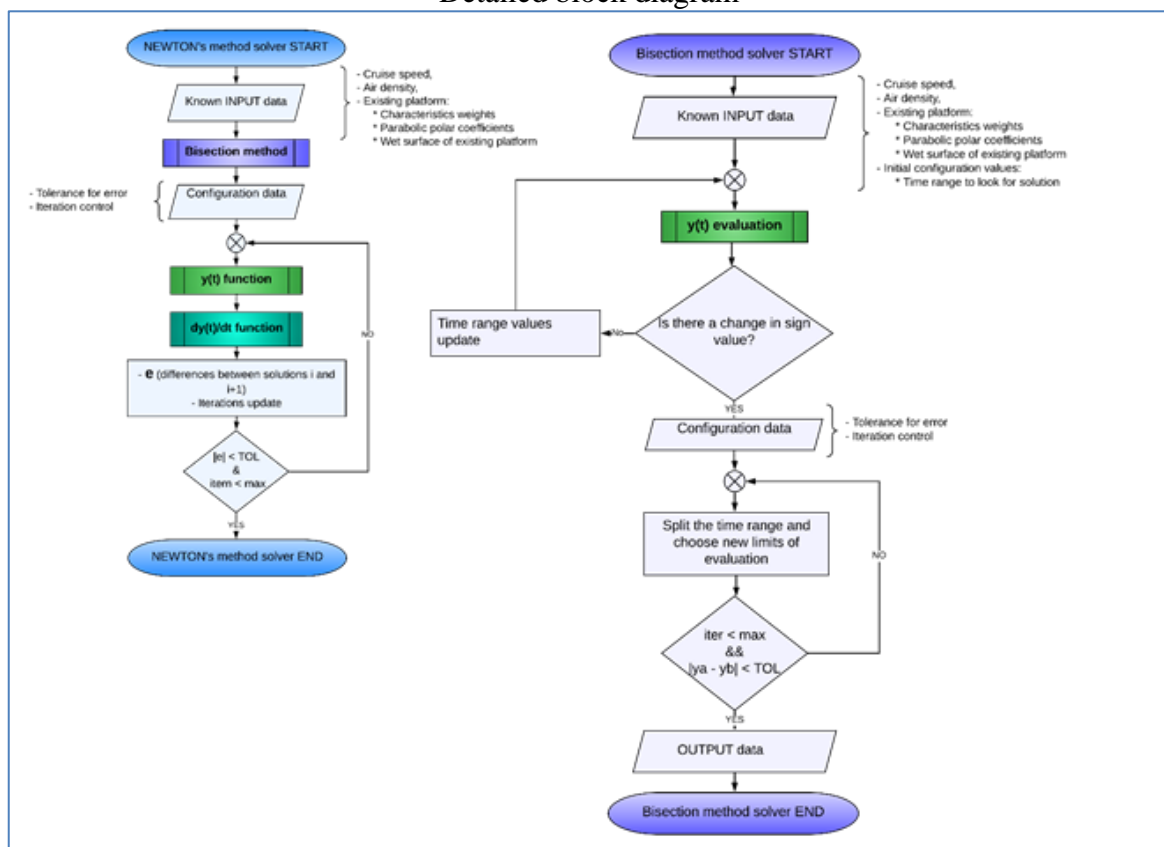 Detailed block diagram
NEWTON's method solver START
Known INPUT data
- Cruise speed,
- Air density,
- Existing platform:
* Characteristics weights
* Parabolic polar coefficients
* Wet surface of existing platform
Bisection method
- Tolerance for error
- Iteration control
Configuration data
y(t) function
dy(t)/dt function
NO
- e (differences between solutions i and
i+1)
- Iterations update
|e| < TOL
&
item < max
YES
NEWTON's method solver END
Bisection method solver START
Known INPUT data
- Cruise speed,
- Air density,
- Existing platform:
* Characteristics weights
* Parabolic polar coefficients
* Wet surface of existing platform
- Initial configuration values:
* Time range to look for solution
y(t) evaluation
Is there a change in sign
value?
No
Time range values
update
YES
Configuration data
- Tolerance for error
- Iteration control
Split the time range and
choose new limits of
evaluation
NO
iter < max
&&
|ya - yb| < TOL
YES
OUTPUT data
Bisection method solver END